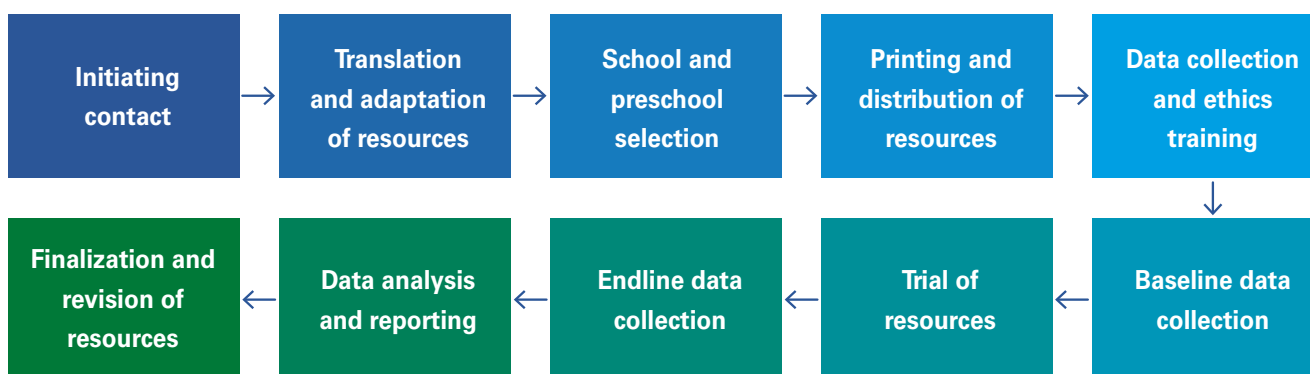 Initiating
contact
Translation
and adaptation
of resources
School and
preschool
selection
Printing and
distribution of
resources
Data collection
and ethics
training
Baseline data
collection
Trial of
resources
Endline data
collection
Data analysis
and reporting
Finalization and
revision of
resources